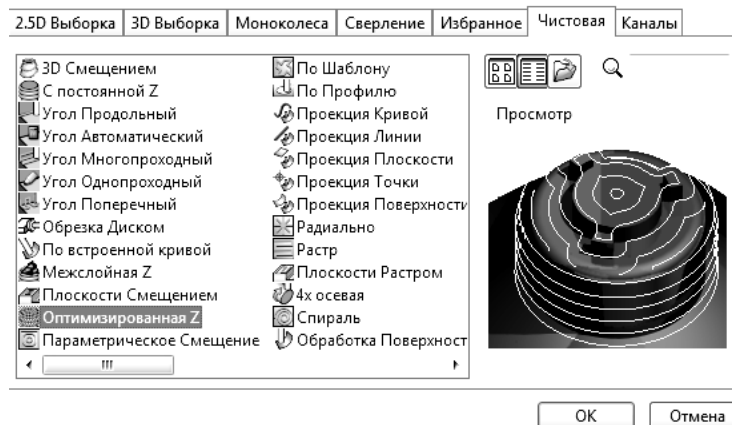 2.5D Выборка 3D Выборка Моноколеса Сверление Избранное Чистовая Каналы
3D Смещением
С постоянной Z
Угол Продольный
Угол Автоматический
Угол Многопроходный
Угол Однопроходный
Угол Поперечный
Обрезка Диском
По встроенной кривой
Межслойная Z
Плоскости Смещением
Оптимизированная Z
Параметрическое Смещение
По Шаблону
По Профилю
Проекция Кривой
Проекция Линии
Проекция Плоскости
Проекция Точки
Проекция Поверхности
Радиально
Растр
Плоскости Растром
4х осевая
Спираль
Обработка Поверхност
Просмотр
OK Отмена